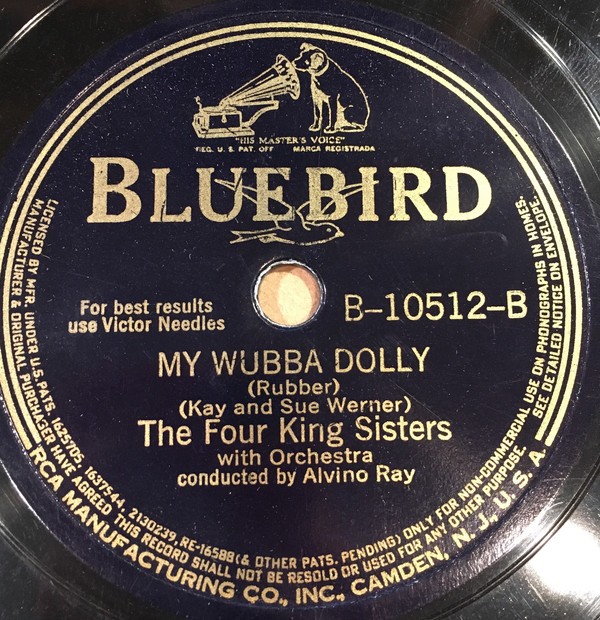 "HIS MASTER'S VOICE"
REG. U. S. PAT. OFF MARCA REGISTRADA
BLUEBIRD
For best results
use Victor Needles
B-10512-B
MY WUBBA DOLLY
(Rubber)
(Kay and Sue Werner)
The Four King Sisters
with Orchestra
conducted by Alvino Ray
LICENSED BY MFR. UNDER U.S. PATS. 1625705, 1637544, 2130239, RE-16588 (& OTHER PATS. PENDING) ONLY FOR NON-COMMERCIAL USE ON PHONOGRAPHS IN HOMES.
MANUFACTURER & ORIGINAL PURCHASER HAVE AGREED THIS RECORD SHALL NOT BE RESOLD OR USED FOR ANY OTHER PURPOSE. SEE DETAILED NOTICE ON ENVELOPE.
RCA MANUFACTURING CO., INC., CAMDEN, N. J., U. S. A.